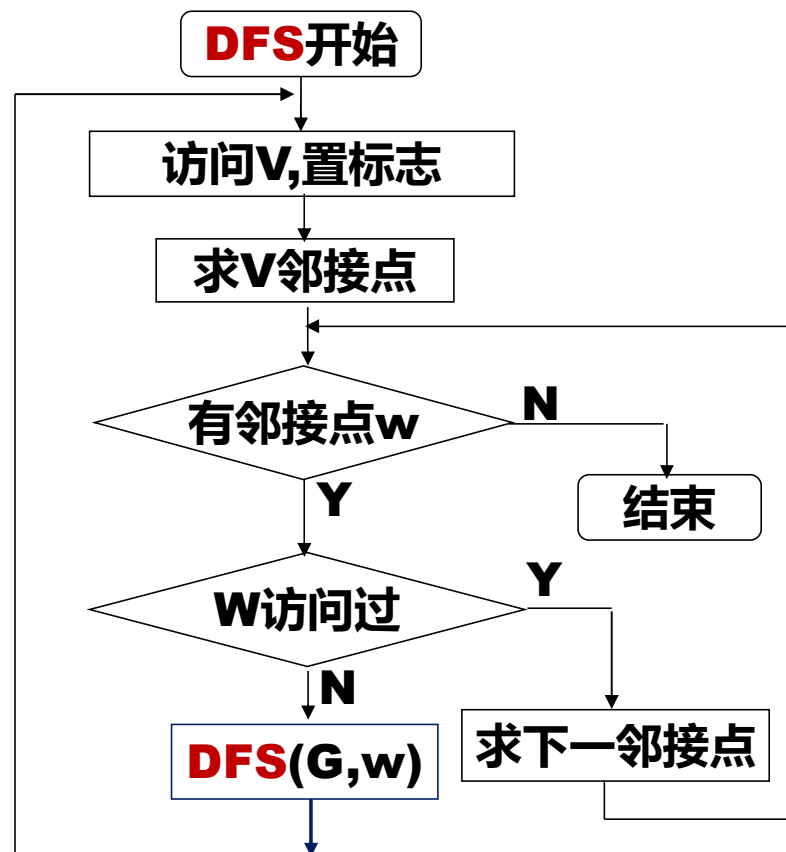 DFS开始
访问V,置标志
求V邻接点
有邻接点w
N
结束
Y
W访问过
Y
N
DFS(G,w)
求下一邻接点